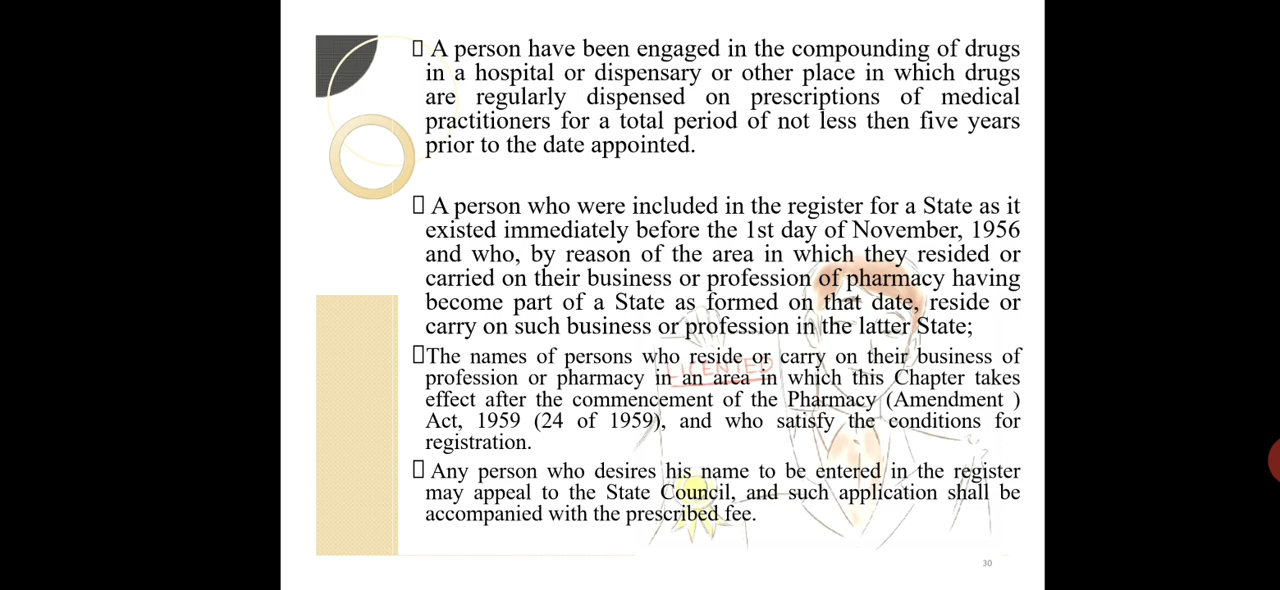 ▯ A person have been engaged in the compounding of drugs
in a hospital or dispensary or other place in which drugs
are regularly dispensed on prescriptions of medical
practitioners for a total period of not less then five years
prior to the date appointed.
▯ A person who were included in the register for a State as it
existed immediately before the 1st day of November, 1956
and who, by reason of the area in which they resided or
carried on their business or profession of pharmacy having
become part of a State as formed on that date, reside or
carry on such business or profession in the latter State;
▯The names of persons who reside or carry on their business of
profession or pharmacy in an area in which this Chapter takes
effect after the commencement of the Pharmacy (Amendment )
Act, 1959 (24 of 1959), and who satisfy the conditions for
registration.
▯ Any person who desires his name to be entered in the register
may appeal to the State Council, and such application shall be
accompanied with the prescribed fee.
LICENTED
30